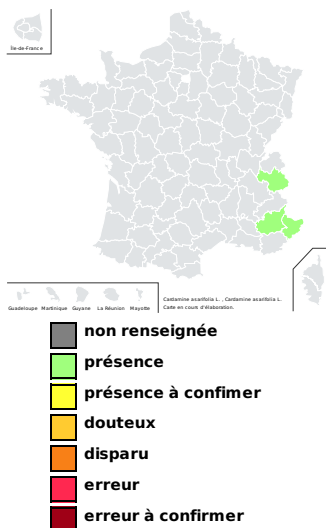 Île-de-France
Guadeloupe Martinique Guyane La Réunion Mayotte
Cardamine asarifolia L. , Cardamine asarifolia L.
Carte en cours d'élaboration.
non renseignée
présence
présence à confimer
douteux
disparu
erreur
erreur à confirmer